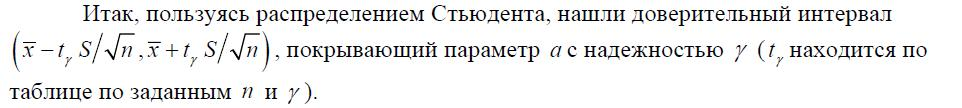 Итак, пользуясь распределением Стьюдента, нашли доверительный интервал
(x̅ − t_γ S/√n, x̅ + t_γ S/√n), покрывающий параметр a с надежностью γ (t_γ находится по
таблице по заданным n и γ).